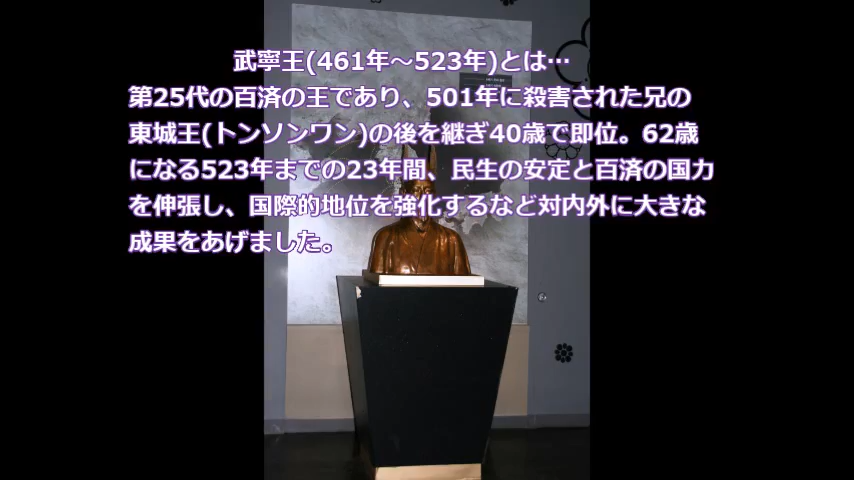 武寧王(461年～523年)とは…
第25代の百済の王であり、501年に殺害された兄の
東城王(トンソンワン)の後を継ぎ40歳で即位。62歳
になる523年までの23年間、民生の安定と百済の国力
を伸張し、国際的地位を強化するなど対内外に大きな
成果をあげました。